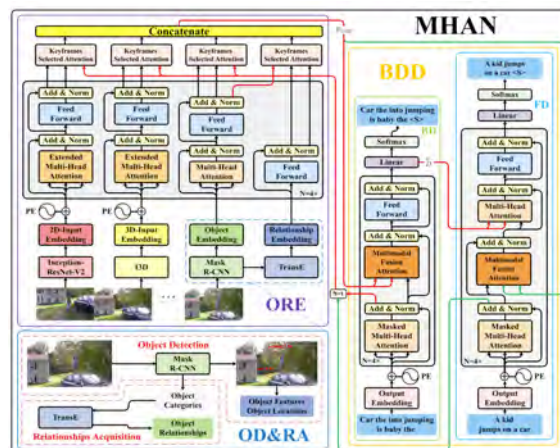 MHAN
Concatenate
Keyframes
Selected Attention
Keyframes
Selected Attention
Keyframes
Selected Attention
Keyframes
Selected Attention
Add & Norm
Feed
Forward
Add & Norm
Extended
Multi-Head
Attention
Add & Norm
Feed
Forward
Add & Norm
Extended
Multi-Head
Attention
Add & Norm
Feed
Forward
Add & Norm
Multi-Head
Attention
Add & Norm
Feed
Forward
N=4×
PE
PE
2D-Input
Embedding
3D-Input
Embedding
Object
Embedding
Relationship
Embedding
Inception-
ResNet-V2
I3D
Mask
R-CNN
TransE
...
ORE
Object Detection
Mask
R-CNN
Object
Categories
Object Features
Object Locations
TransE
Object
Relationships
Relationships Acquisition
OD&RA
BDD
Car the into jumping
is baby the <S>
BD
Softmax
Linear
Add & Norm
Feed
Forward
Add & Norm
Multimodal
Fusion
Attention
Add & Norm
Masked
Multi-Head
Attention
N=4×
PE
Output
Embedding
Car the into jumping
is baby the
A kid jumps
on a car <S>
FD
Softmax
Linear
Add & Norm
Feed
Forward
Add & Norm
Multi-Head
Attention
Add & Norm
Multimodal
Fusion
Attention
Add & Norm
Masked
Multi-Head
Attention
N=4×
PE
Output
Embedding
A kid
jumps on a car